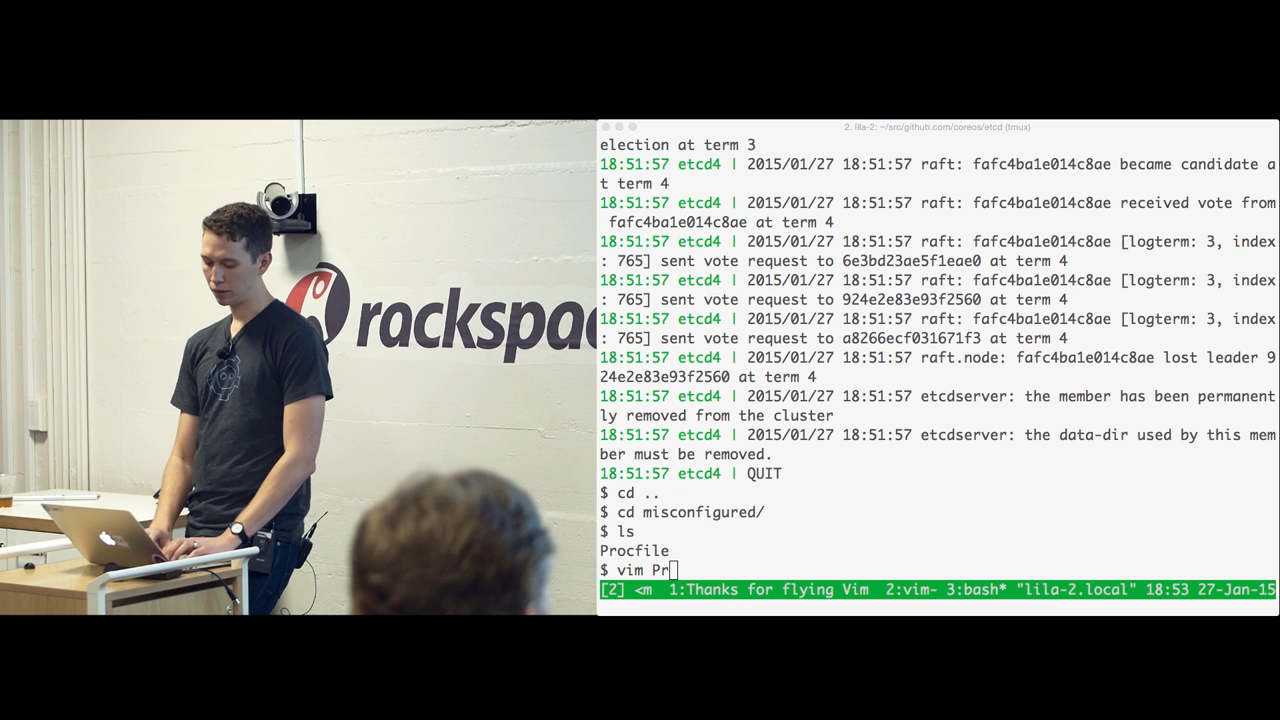 rackspac
2. lila-2: ~/src/github.com/coreos/etcd (tmux)
election at term 3
18:51:57 etcd4 | 2015/01/27 18:51:57 raft: fafc4ba1e014c8ae became candidate a
t term 4
18:51:57 etcd4 | 2015/01/27 18:51:57 raft: fafc4ba1e014c8ae received vote from
fafc4ba1e014c8ae at term 4
18:51:57 etcd4 | 2015/01/27 18:51:57 raft: fafc4ba1e014c8ae [logterm: 3, index
: 765] sent vote request to 6e3bd23ae5f1eae0 at term 4
18:51:57 etcd4 | 2015/01/27 18:51:57 raft: fafc4ba1e014c8ae [logterm: 3, index
: 765] sent vote request to 924e2e83e93f2560 at term 4
18:51:57 etcd4 | 2015/01/27 18:51:57 raft: fafc4ba1e014c8ae [logterm: 3, index
: 765] sent vote request to a8266ecf031671f3 at term 4
18:51:57 etcd4 | 2015/01/27 18:51:57 raft.node: fafc4ba1e014c8ae lost leader 9
24e2e83e93f2560 at term 4
18:51:57 etcd4 | 2015/01/27 18:51:57 etcdserver: the member has been permanent
ly removed from the cluster
18:51:57 etcd4 | 2015/01/27 18:51:57 etcdserver: the data-dir used by this mem
ber must be removed.
18:51:57 etcd4 | QUIT
$ cd ..
$ cd misconfigured/
$ ls
Procfile
$ vim Pr
[2] <m 1:Thanks for flying Vim 2:vim- 3:bash* "lila-2.local" 18:53 27-Jan-15